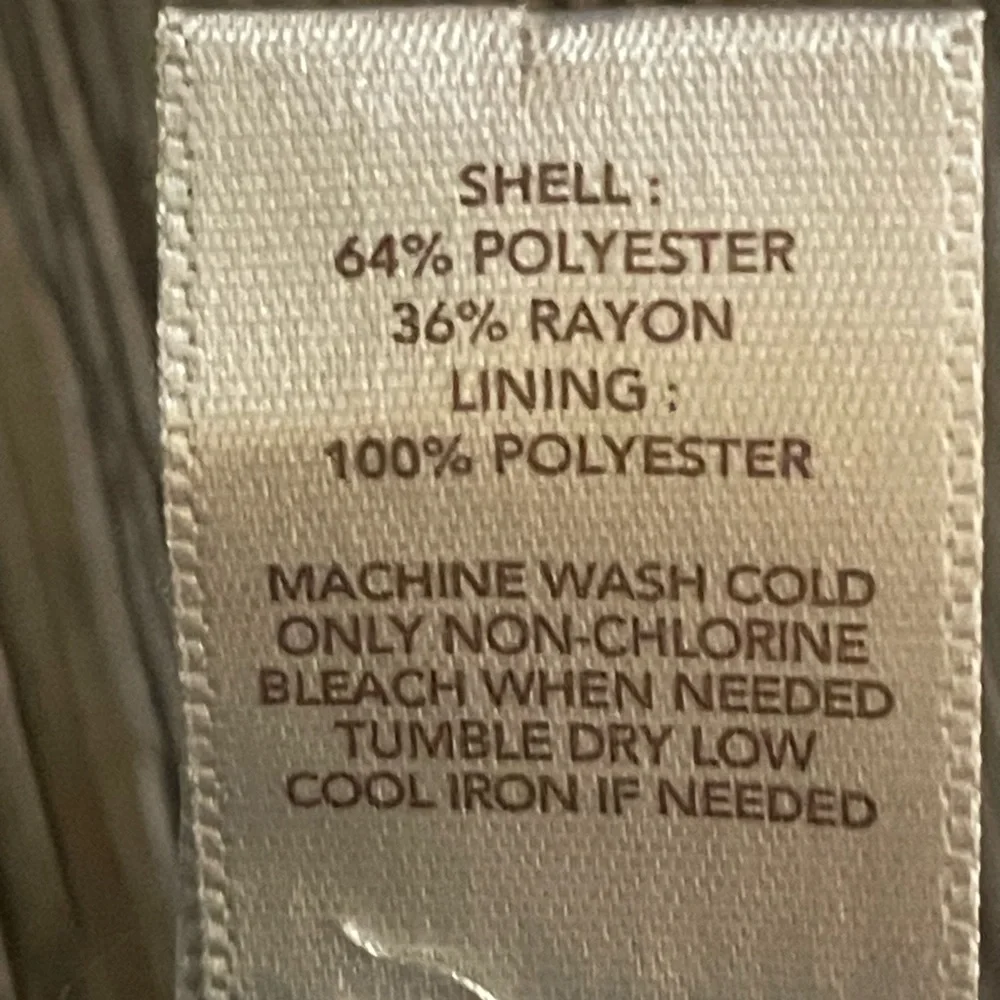 SHELL :
64% POLYESTER
36% RAYON
LINING :
100% POLYESTER
MACHINE WASH COLD
ONLY NON-CHLORINE
BLEACH WHEN NEEDED
TUMBLE DRY LOW
COOL IRON IF NEEDED